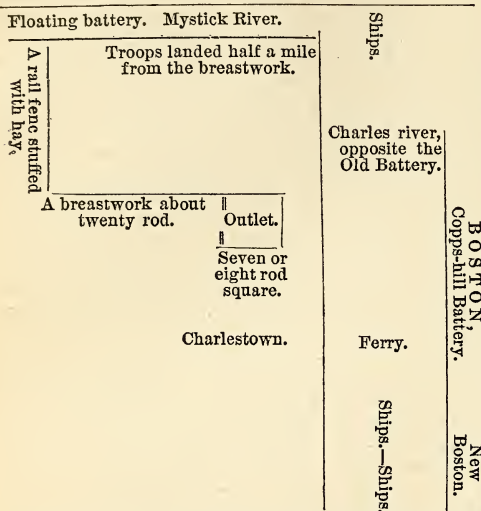 Floating battery. Mystick River.
Ships.
A rail fenc stuffed
with hay.
Troops landed half a mile
from the breastwork.
Charles river,
opposite the
Old Battery.
A breastwork about
twenty rod.
Outlet.
Seven or
eight rod
square.
BOSTON,
Copps-hill Battery.
Charlestown.
Ferry.
Ships.—Ships.
New
Boston.